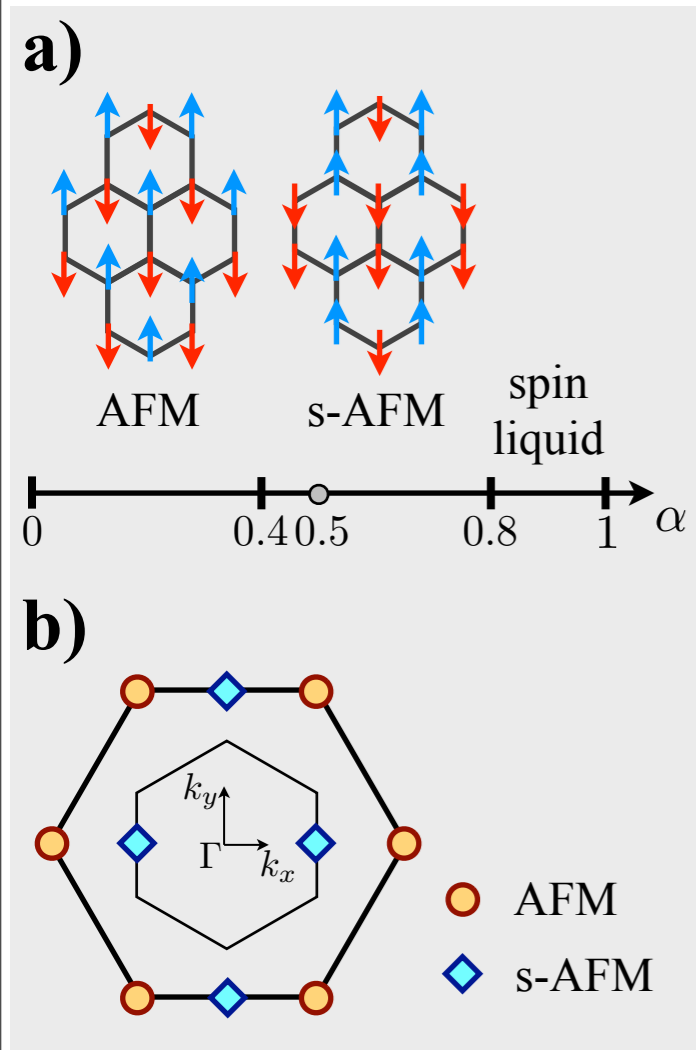 a)
AFM s-AFM
spin
liquid
0 0.4 0.5 0.8 1 α
b)
k_y
Γ k_x
AFM
s-AFM